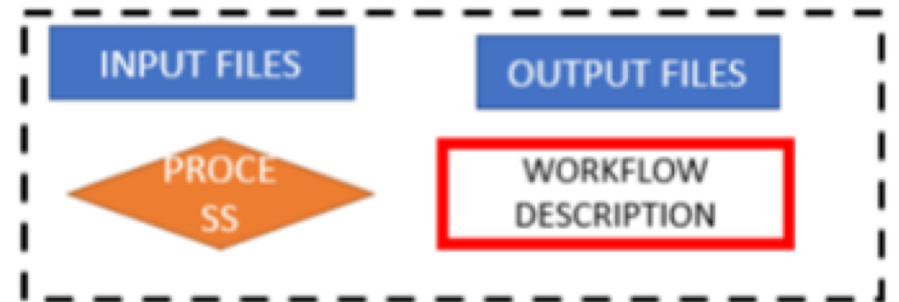 INPUT FILES
OUTPUT FILES
PROCE
SS
WORKFLOW
DESCRIPTION